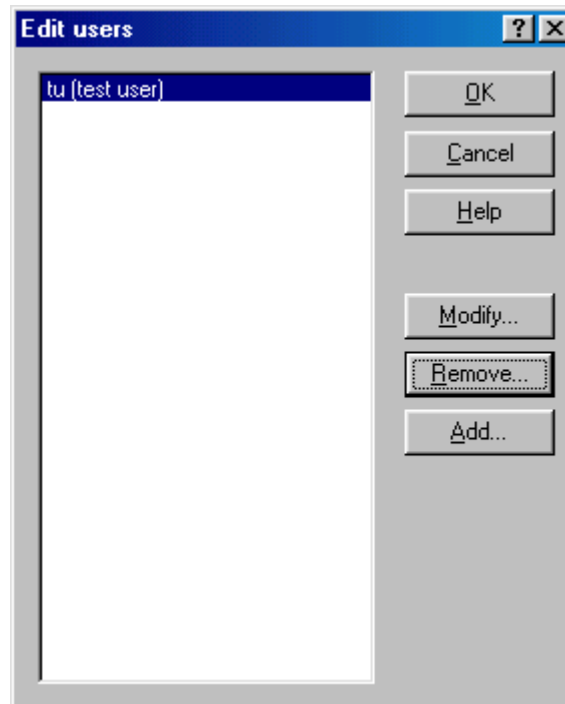 Edit users
tu (test user)
OK
Cancel
Help
Modify...
Remove...
Add...